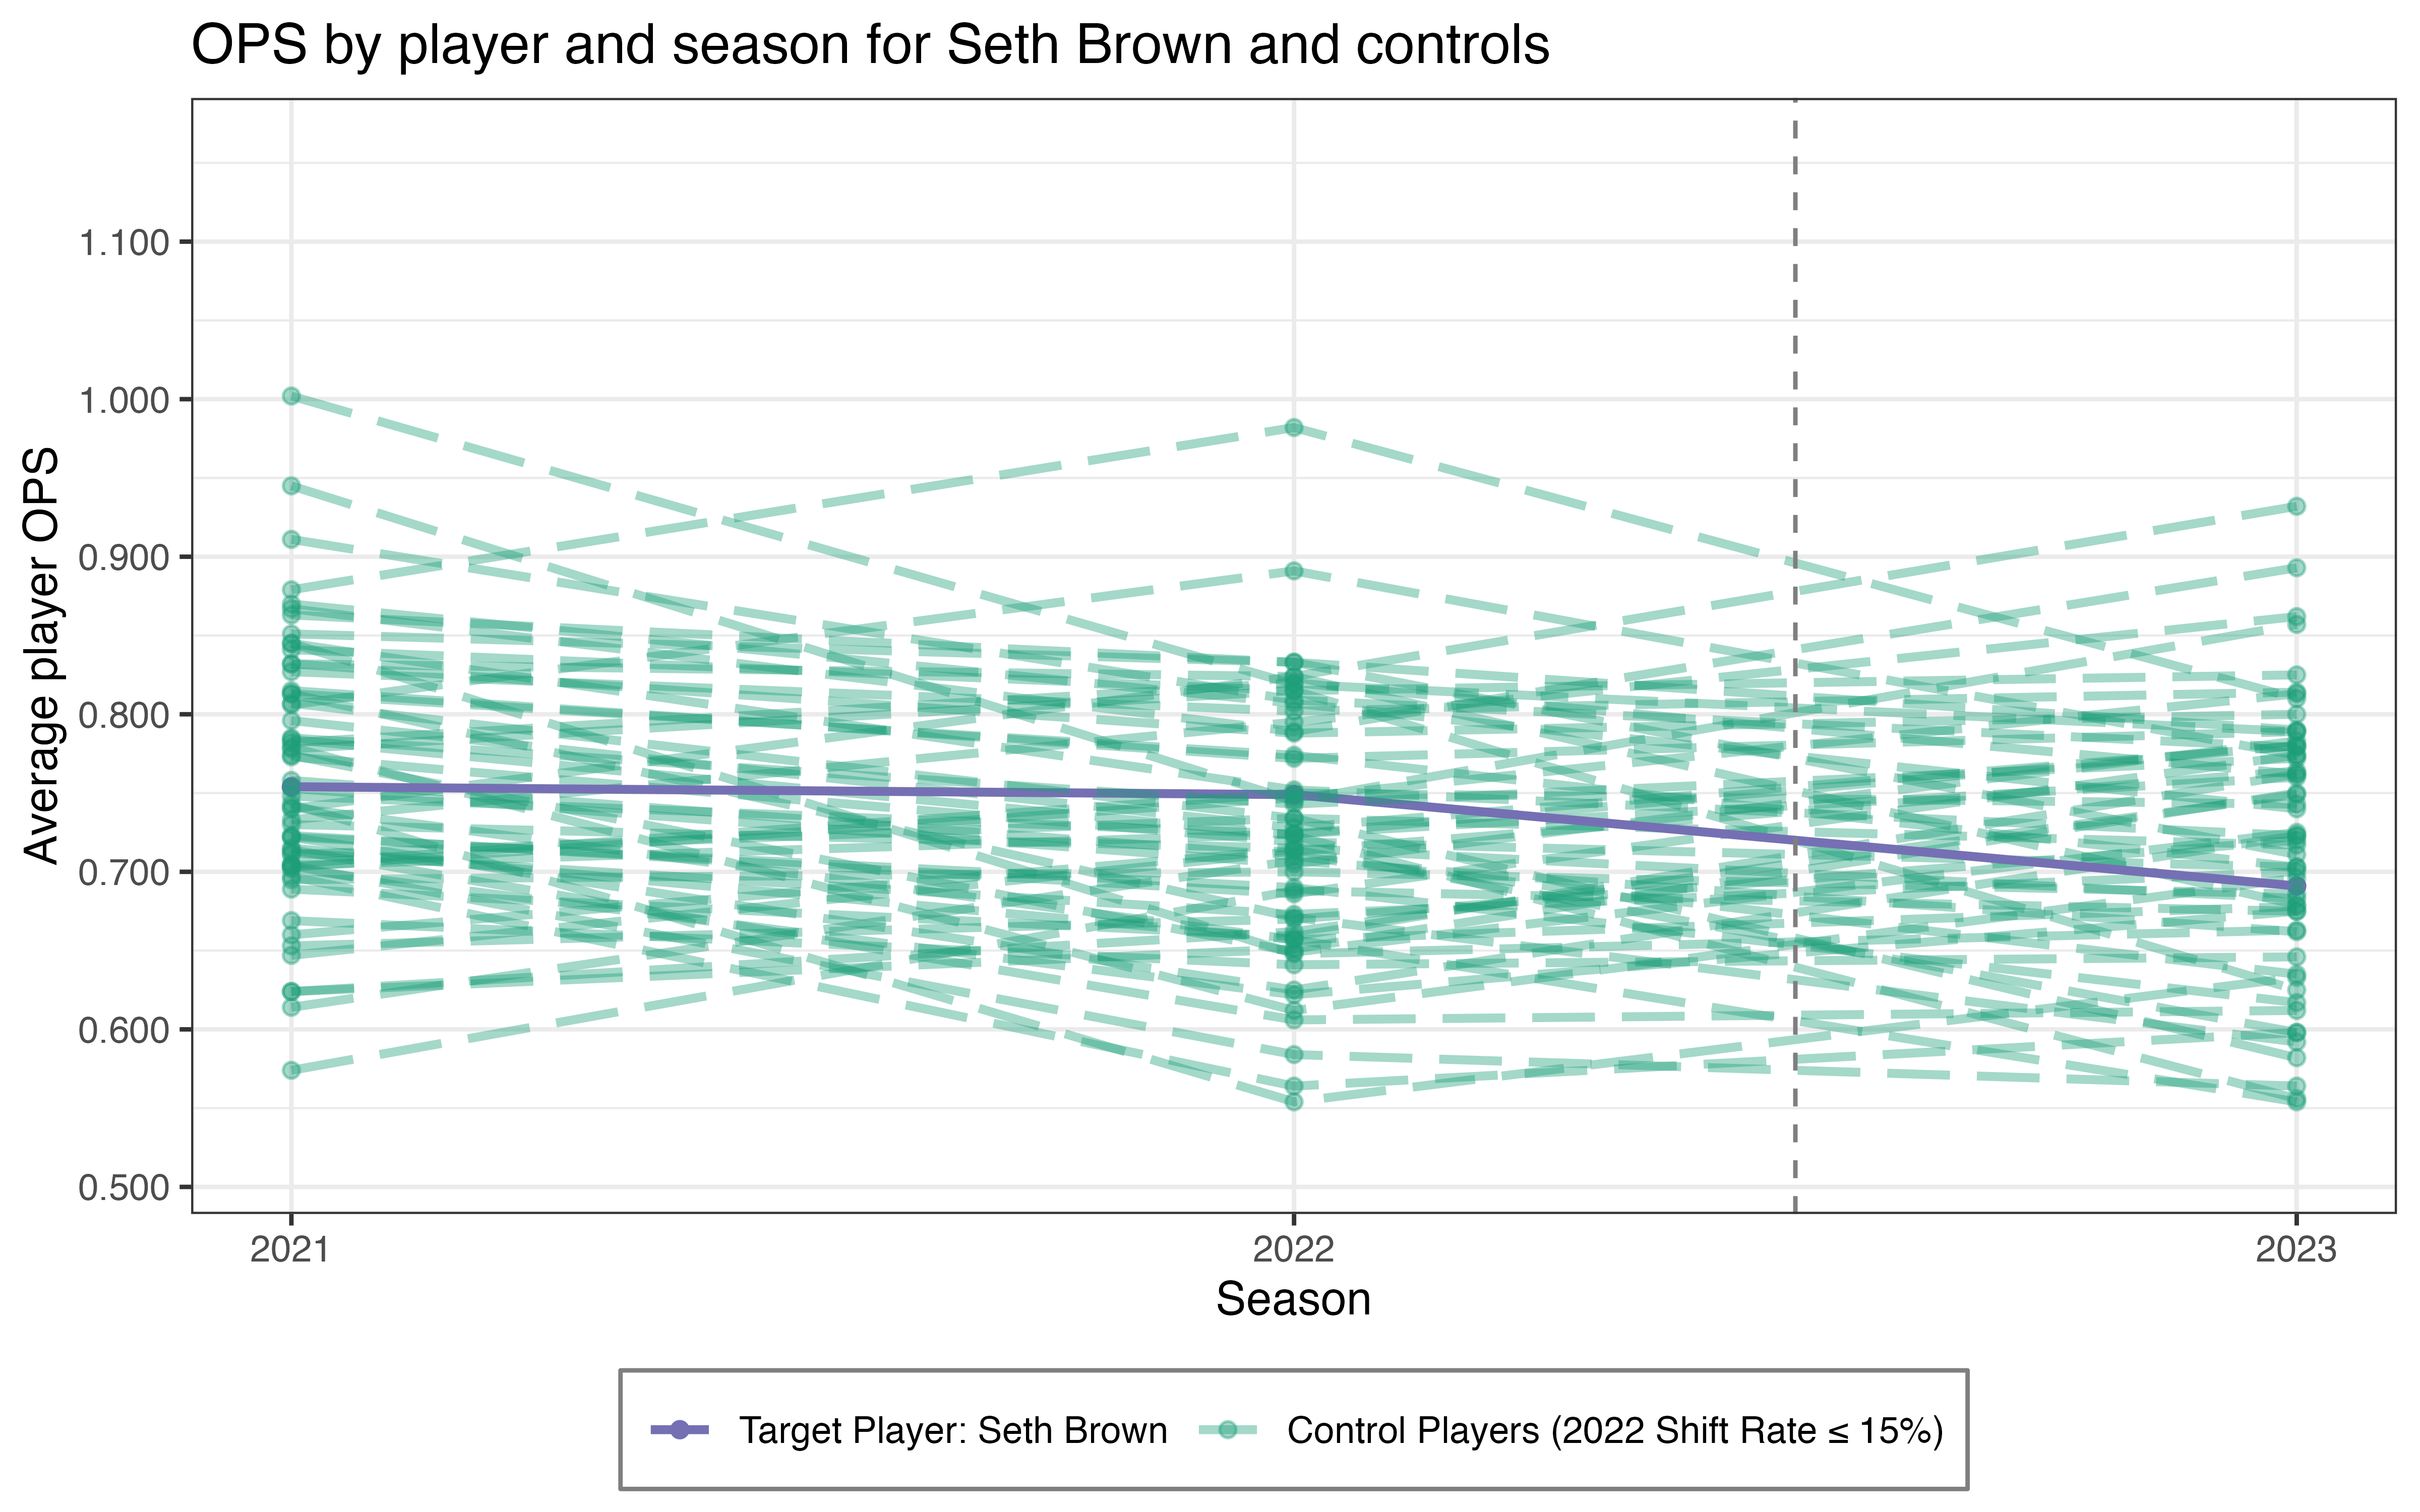 OPS by player and season for Seth Brown and controls
Average player OPS
1.100
1.000
0.900
0.800
0.700
0.600
0.500
2021
2022
2023
Season
Target Player: Seth Brown
Control Players (2022 Shift Rate ≤ 15%)